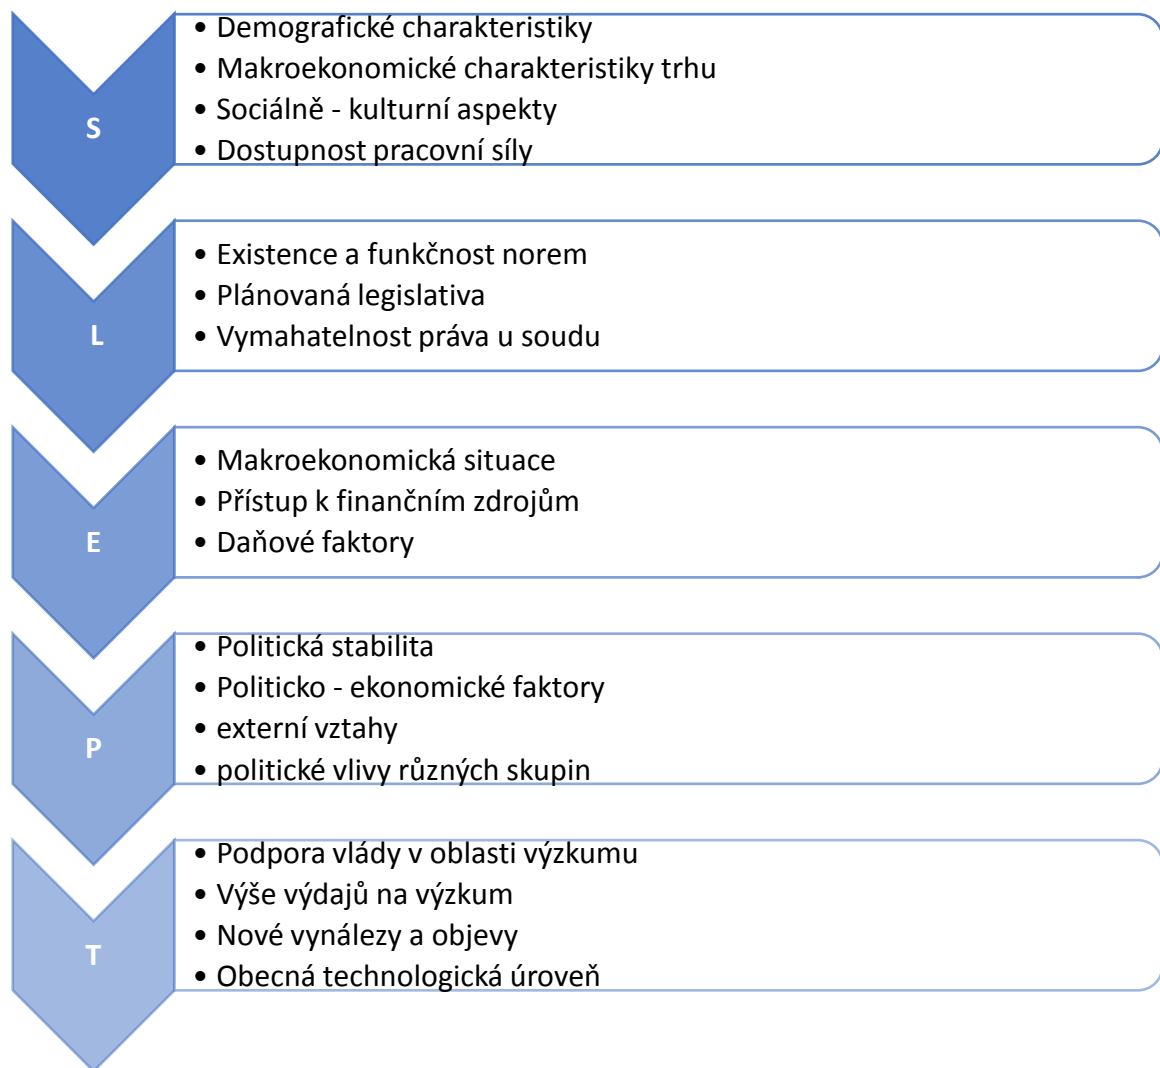 S
• Demografické charakteristiky
• Makroekonomické charakteristiky trhu
• Sociálně - kulturní aspekty
• Dostupnost pracovní síly
L
• Existence a funkčnost norem
• Plánovaná legislativa
• Vymahatelnost práva u soudu
E
• Makroekonomická situace
• Přístup k finančním zdrojům
• Daňové faktory
P
• Politická stabilita
• Politicko - ekonomické faktory
• externí vztahy
• politické vlivy různých skupin
T
• Podpora vlády v oblasti výzkumu
• Výše výdajů na výzkum
• Nové vynálezy a objevy
• Obecná technologická úroveň